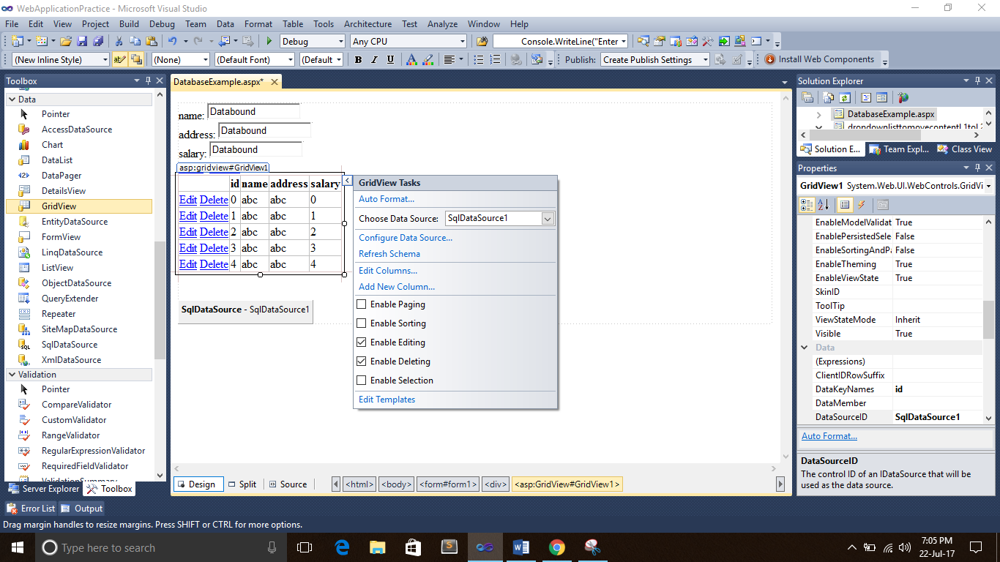 WebApplicationPractice - Microsoft Visual Studio
File Edit View Project Build Debug Team Data Format Table Tools Architecture Test Analyze Window Help
Debug Any CPU Console.WriteLine("Enter
(New Inline Style) (None) (Default Font) (Default B I U A Publish: Create Publish Settings Install Web Components
Toolbox
Data
Pointer
AccessDataSource
Chart
DataList
DataPager
DetailsView
GridView
EntityDataSource
FormView
LinqDataSource
ListView
ObjectDataSource
QueryExtender
Repeater
SiteMapDataSource
SqlDataSource
XmlDataSource
Validation
Pointer
CompareValidator
CustomValidator
RangeValidator
RegularExpressionValidator
RequiredFieldValidator
ValidationSummary
Server Explorer Toolbox
DatabaseExample.aspx*
name: Databound
address: Databound
salary: Databound
asp:gridview#GridView1
id name address salary
Edit Delete 0 abc abc 0
Edit Delete 1 abc abc 1
Edit Delete 2 abc abc 2
Edit Delete 3 abc abc 3
Edit Delete 4 abc abc 4
SqlDataSource - SqlDataSource1
GridView Tasks
Auto Format...
Choose Data Source: SqlDataSource1
Configure Data Source...
Refresh Schema
Edit Columns...
Add New Column...
Enable Paging
Enable Sorting
Enable Editing
Enable Deleting
Enable Selection
Edit Templates
Design Split Source <html> <body> <form#form1> <div> <asp:GridView#GridView1>
Solution Explorer
DatabaseExample.aspx
dropdownlisttomovecontentL1toL2
Solution E... Team Expl... Class View
Properties
GridView1 System.Web.UI.WebControls.GridVi
EnableModelValidat True
EnablePersistedSele False
EnableSortingAndPa False
EnableTheming True
EnableViewState True
SkinID
ToolTip
ViewStateMode Inherit
Visible True
Data
(Expressions)
ClientIDRowSuffix
DataKeyNames id
DataMember
DataSourceID SqlDataSource1
Auto Format...
DataSourceID
The control ID of an IDataSource that will be
used as the data source.
Error List Output
Drag margin handles to resize margins. Press SHIFT or CTRL for more options.
Type here to search
7:05 PM
22-Jul-17